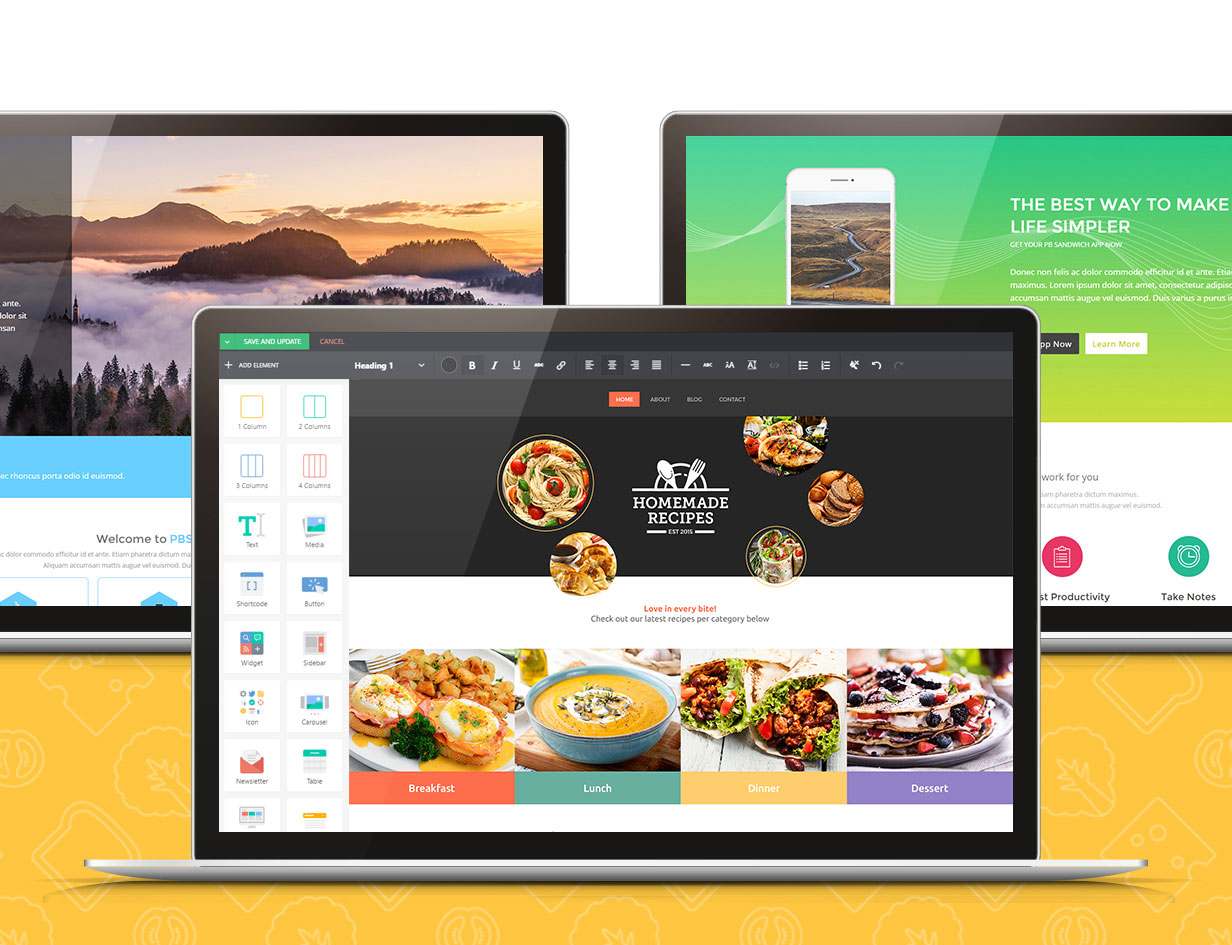 ante.
dolor sit
nsan
ec rhoncus porta odio id euismod.
Welcome to PBS
c dolor commodo efficitur id et ante. Etiam pharetra dictum ma
Aliquam accumsan mattis augue vel euismod. Du
THE BEST WAY TO MAKE
LIFE SIMPLER
GET YOUR PB SANDWICH APP NOW
Donec non felis ac dolor commodo efficitur id et ante. Etia
maximus. Lorem ipsum dolor sit amet, consectetur adipisc
accumsan mattis augue vel euismod. Duis varius a purus i
pp Now
Learn More
work for you
tiam pharetra dictum maximus.
accumsan mattis augue vel euismod.
st Productivity
Take Notes
SAVE AND UPDATE
CANCEL
ADD ELEMENT
Heading 1
B I U ABC
ABC
1 Column
2 Columns
3 Columns
4 Columns
Text
Media
Shortcode
Button
Widget
Sidebar
Icon
Carousel
Newsletter
Table
HOME ABOUT BLOG CONTACT
HOMEMADE
RECIPES
EST 2015
Love in every bite!
Check out our latest recipes per category below
Breakfast
Lunch
Dinner
Dessert